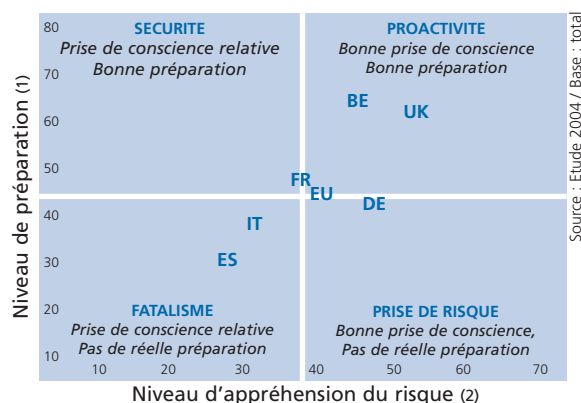 80
70
60
50
40
30
20
10
Niveau de préparation (1)
SECURITE
Prise de conscience relative
Bonne préparation
PROACTIVITE
Bonne prise de conscience
Bonne préparation
BE
UK
FR
EU
DE
IT
ES
FATALISME
Prise de conscience relative
Pas de réelle préparation
PRISE DE RISQUE
Bonne prise de conscience,
Pas de réelle préparation
10 20 30 40 50 60 70
Niveau d'appréhension du risque (2)
Source : Etude 2004 / Base : total